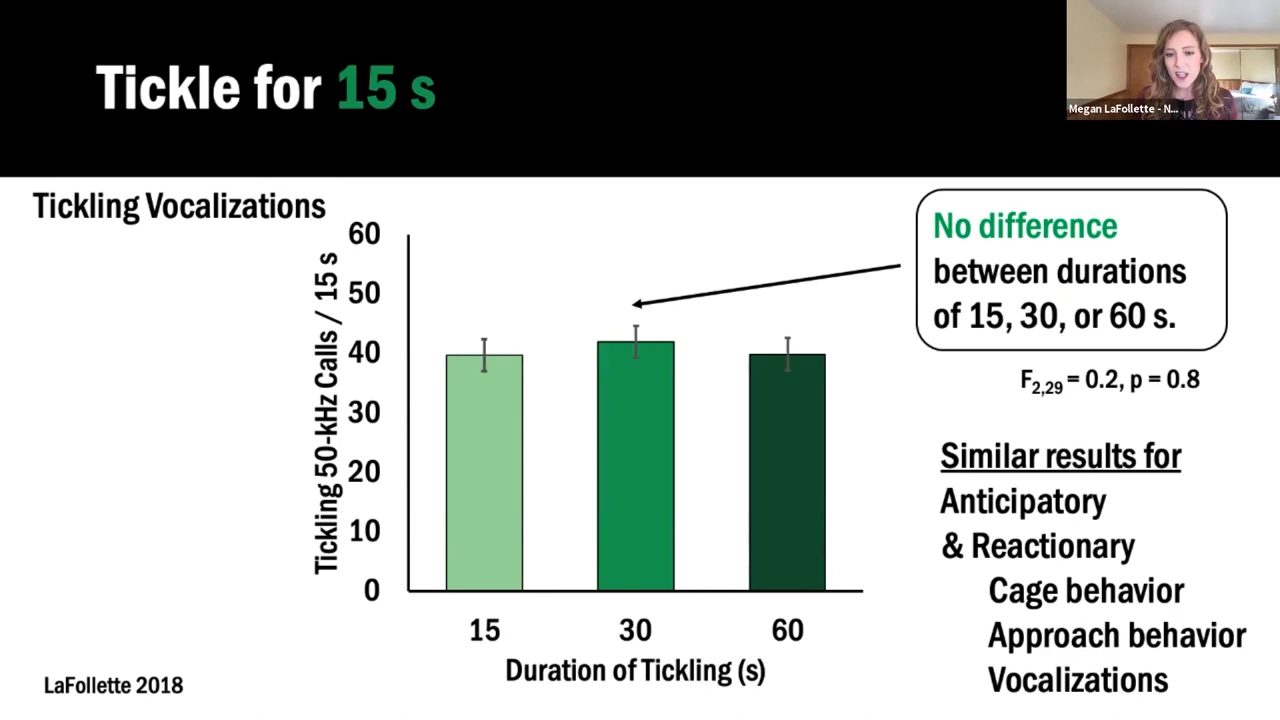 Tickle for 15 s
Megan LaFollette - N...
Tickling Vocalizations
Tickling 50-kHz Calls / 15 s
60
50
40
30
20
10
0
15
30
60
Duration of Tickling (s)
No difference
between durations
of 15, 30, or 60 s.
F2,29 = 0.2, p = 0.8
Similar results for
Anticipatory
& Reactionary
Cage behavior
Approach behavior
Vocalizations
LaFollette 2018